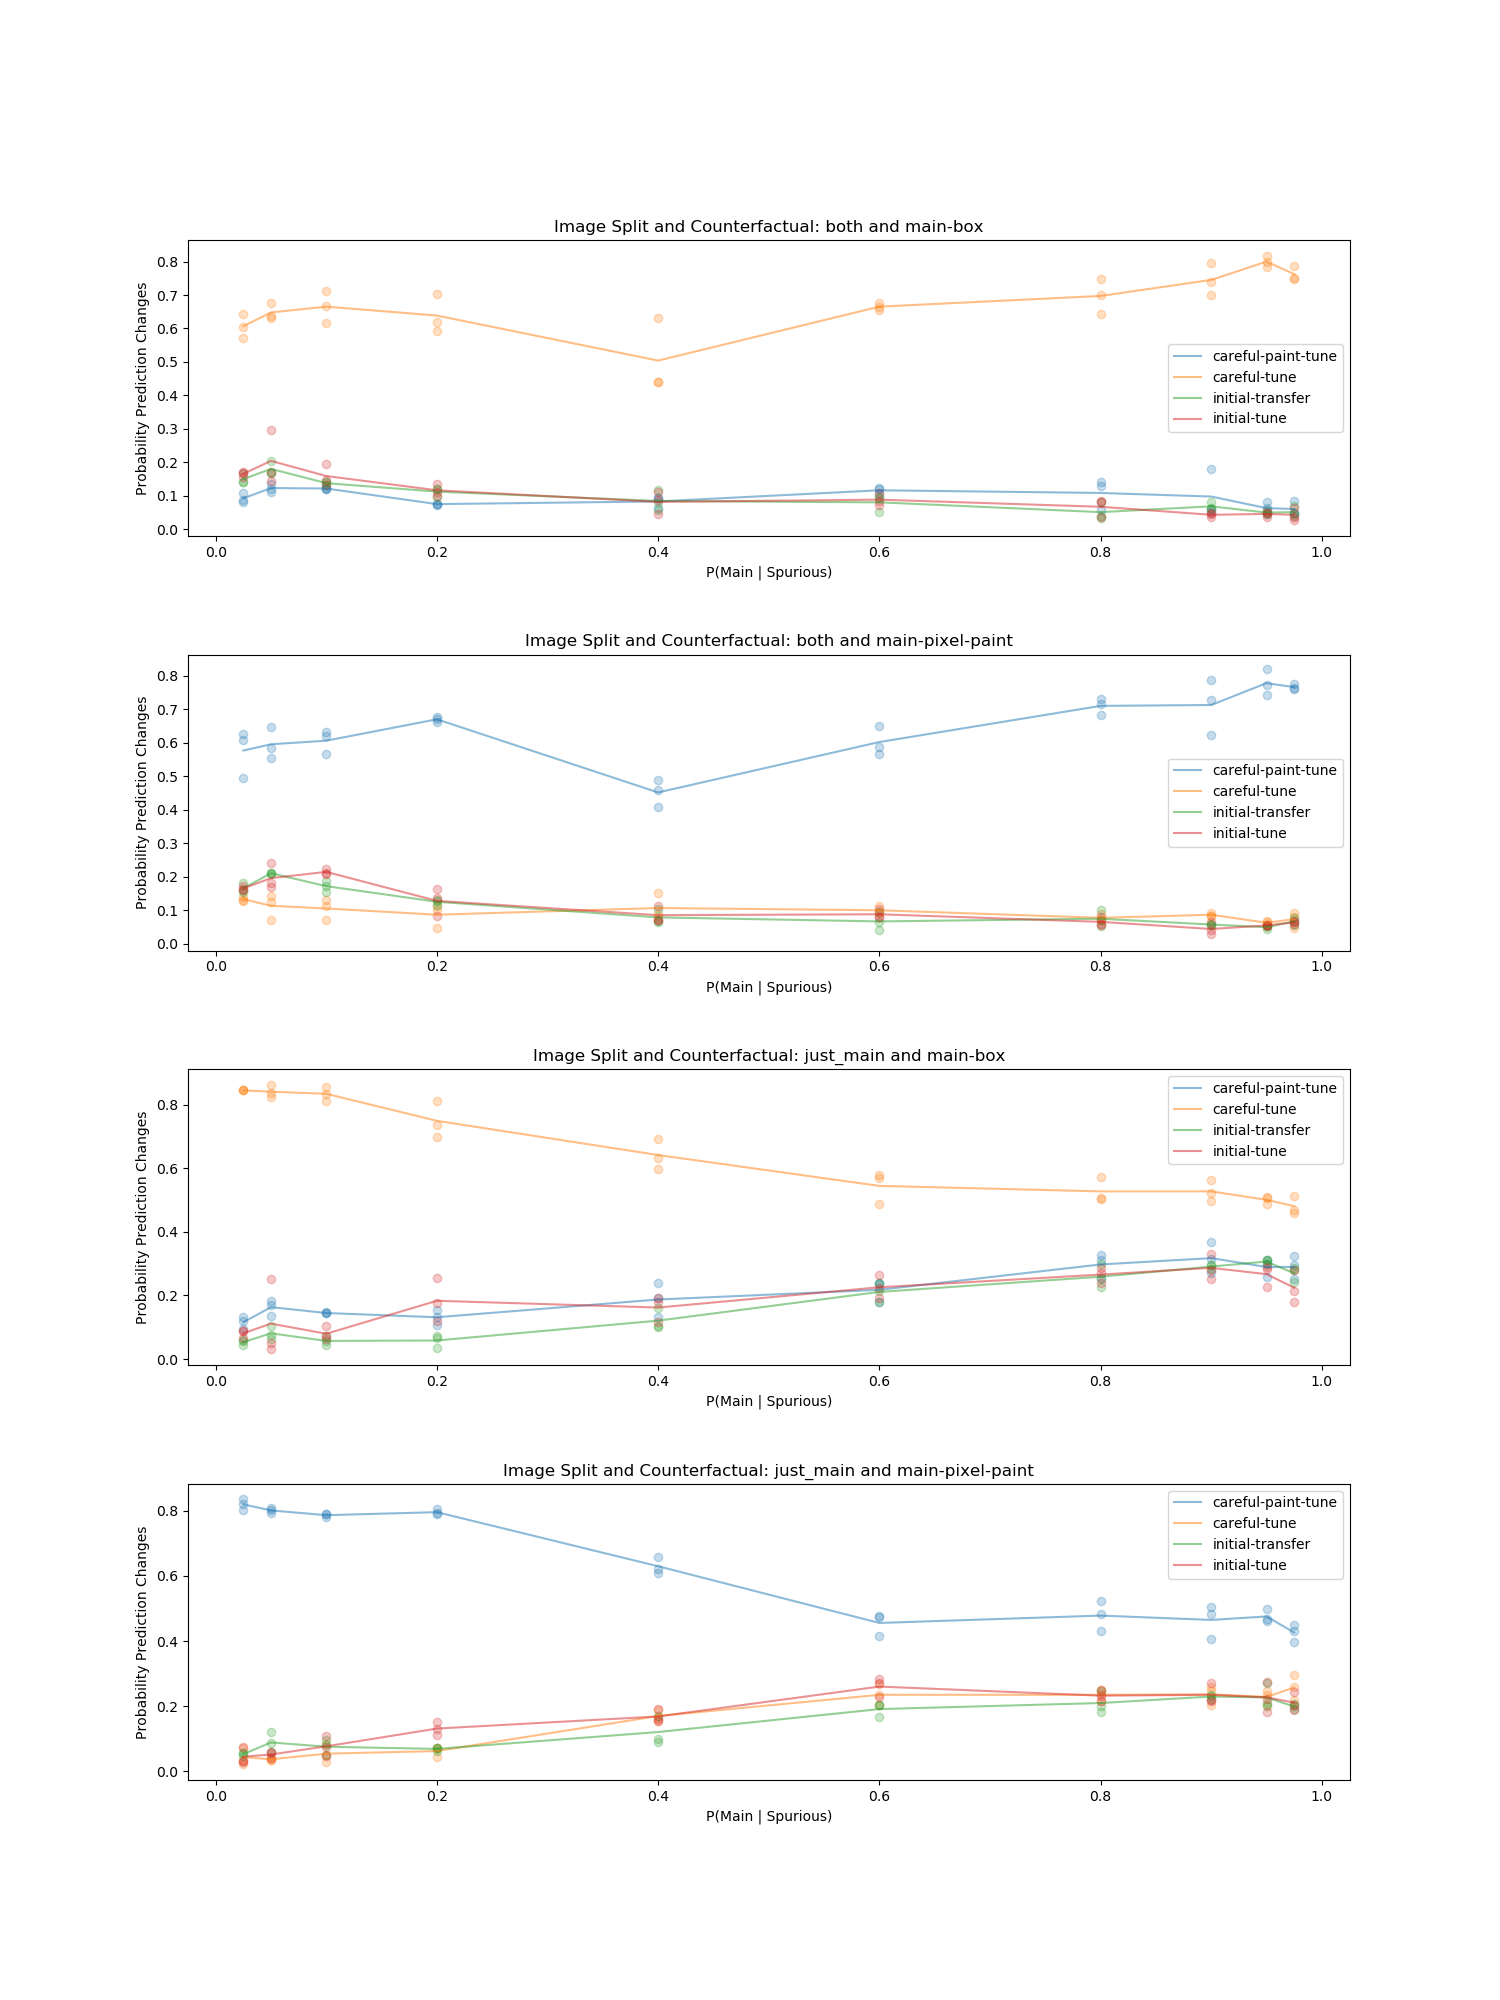 Image Split and Counterfactual: both and main-box
Probability Prediction Changes
0.8
0.7
0.6
0.5
0.4
0.3
0.2
0.1
0.0
careful-paint-tune
careful-tune
initial-transfer
initial-tune
0.0 0.2 0.4 0.6 0.8 1.0
P(Main | Spurious)
Image Split and Counterfactual: both and main-pixel-paint
Probability Prediction Changes
0.8
0.7
0.6
0.5
0.4
0.3
0.2
0.1
0.0
careful-paint-tune
careful-tune
initial-transfer
initial-tune
0.0 0.2 0.4 0.6 0.8 1.0
P(Main | Spurious)
Image Split and Counterfactual: just_main and main-box
Probability Prediction Changes
0.8
0.6
0.4
0.2
0.0
careful-paint-tune
careful-tune
initial-transfer
initial-tune
0.0 0.2 0.4 0.6 0.8 1.0
P(Main | Spurious)
Image Split and Counterfactual: just_main and main-pixel-paint
Probability Prediction Changes
0.8
0.6
0.4
0.2
0.0
careful-paint-tune
careful-tune
initial-transfer
initial-tune
0.0 0.2 0.4 0.6 0.8 1.0
P(Main | Spurious)